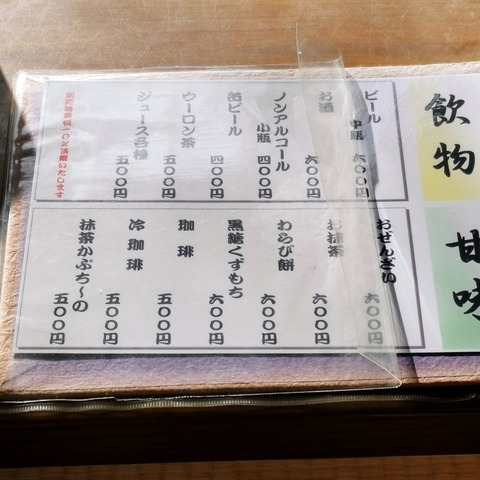 飲物
ビール 中瓶 六〇〇円
お酒 六〇〇円
ノンアルコール 小瓶 四〇〇円
缶ビール 四〇〇円
ウーロン茶 五〇〇円
ジュース各種 五〇〇円
甘味
おぜんざい 六〇〇円
お抹茶 六〇〇円
わらび餅 六〇〇円
黒糖くずもち 六〇〇円
珈琲 五〇〇円
冷珈琲 五〇〇円
抹茶かぷち〜の 五〇〇円